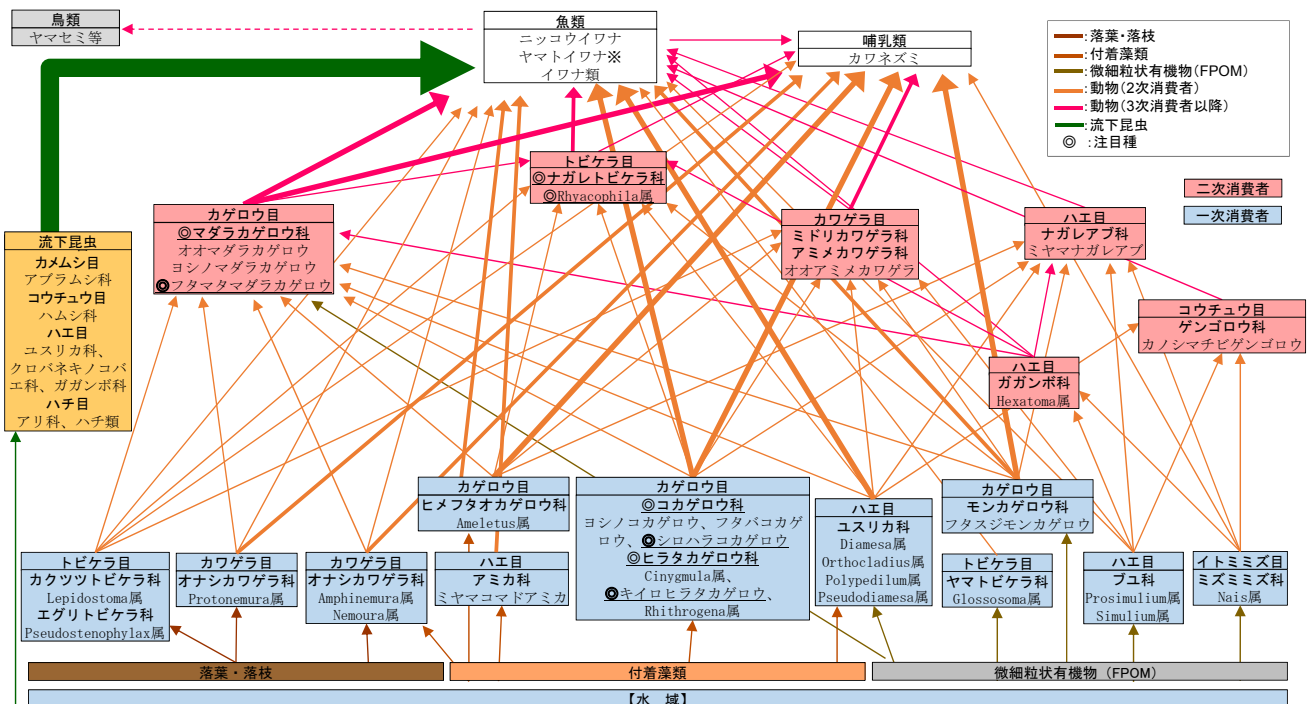 鳥類
ヤマセミ等
魚類
ニッコウイワナ
ヤマトイワナ※
イワナ類
哺乳類
カワネズミ
:落葉・落枝
:付着藻類
:微細粒状有機物(FPOM)
:動物(2次消費者)
:動物(3次消費者以降)
:流下昆虫
◎ :注目種
二次消費者
一次消費者
トビケラ目
◎ナガレトビケラ科
◎Rhyacophila属
カゲロウ目
◎マダラカゲロウ科
オオマダラカゲロウ
ヨシノマダラカゲロウ
◎フタマタマダラカゲロウ
カワゲラ目
ミドリカワゲラ科
アミメカワゲラ科
オオアミメカワゲラ
ハエ目
ナガレアブ科
ミヤマナガレアブ
流下昆虫
カメムシ目
アブラムシ科
コウチュウ目
ハムシ科
ハエ目
ユスリカ科、
クロバネキノコバ
エ科、ガガンボ科
ハチ目
アリ科、ハチ類
コウチュウ目
ゲンゴロウ科
カノシマチビゲンゴロウ
ハエ目
ガガンボ科
Hexatoma属
カゲロウ目
ヒメフタオカゲロウ科
Ameletus属
カゲロウ目
◎コカゲロウ科
ヨシノコカゲロウ、フタバコカゲ
ロウ、◎シロハラコカゲロウ
◎ヒラタカゲロウ科
Cinygmula属、
◎キイロヒラタカゲロウ、
Rhithrogena属
ハエ目
ユスリカ科
Diamesa属
Orthocladius属
Polypedilum属
Pseudodiamesa属
カゲロウ目
モンカゲロウ科
フタスジモンカゲロウ
トビケラ目
カクツツトビケラ科
Lepidostoma属
エグリトビケラ科
Pseudostenophylax属
カワゲラ目
オナシカワゲラ科
Protonemura属
カワゲラ目
オナシカワゲラ科
Amphinemura属
Nemoura属
ハエ目
アミカ科
ミヤマコマドアミカ
トビケラ目
ヤマトビケラ科
Glossosoma属
ハエ目
ブユ科
Prosimulium属
Simulium属
イトミミズ目
ミズミミズ科
Nais属
落葉・落枝
付着藻類
微細粒状有機物（FPOM）
【水 域】